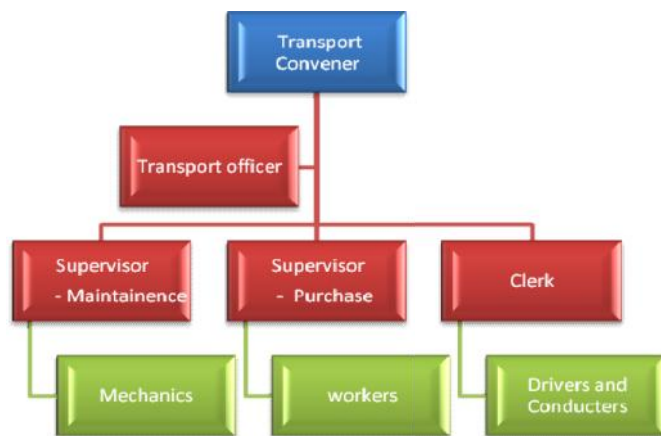 Transport
Convener
Transport officer
Supervisor
- Maintainence
Supervisor
- Purchase
Clerk
Mechanics
workers
Drivers and
Conducters